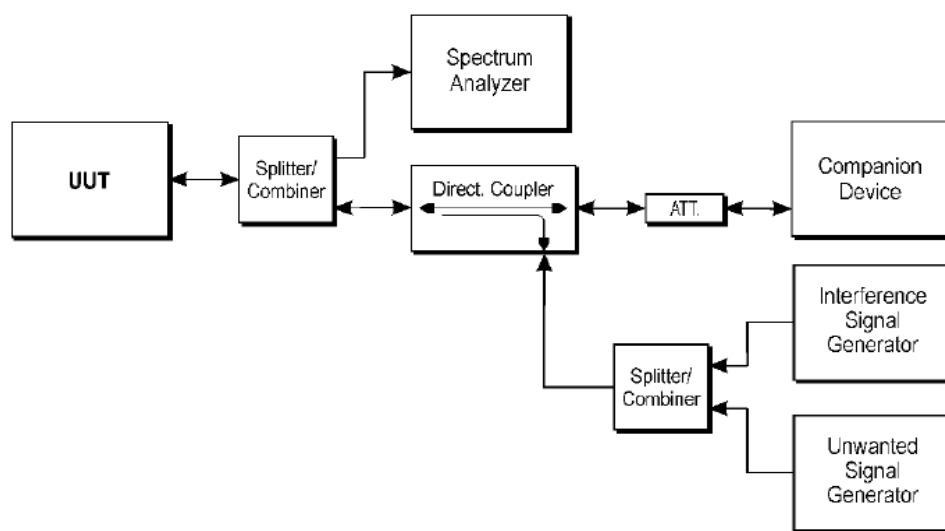 Spectrum
Analyzer
UUT
Splitter/
Combiner
Direct. Coupler
ATT.
Companion
Device
Interference
Signal
Generator
Splitter/
Combiner
Unwanted
Signal
Generator